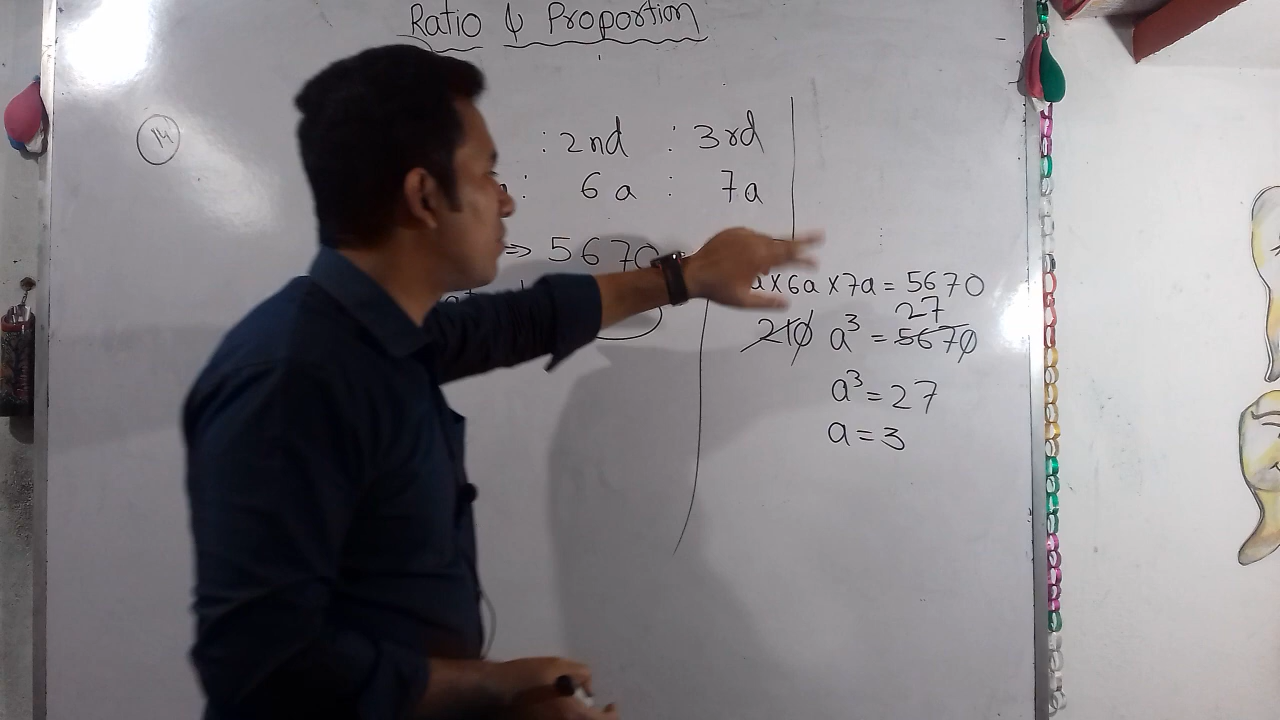 Ratio & Proportion
14
: 2nd : 3rd
: 6a : 7a
⇒ 5670
a×6a×7a = 5670
27
210 a³ = 5670
a³ = 27
a = 3